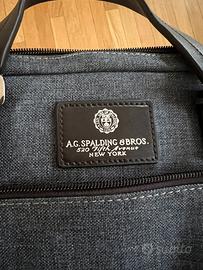 A.G. SPALDING & BROS.
520 Fifth Avenue
NEW YORK
subito